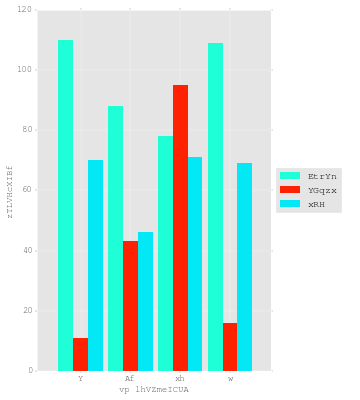 120
100
80
60
40
20
0
zTLVHcXIBf
Y Af xh w
vp lhVZmeICUA
EtrYn
YGqzx
xRH